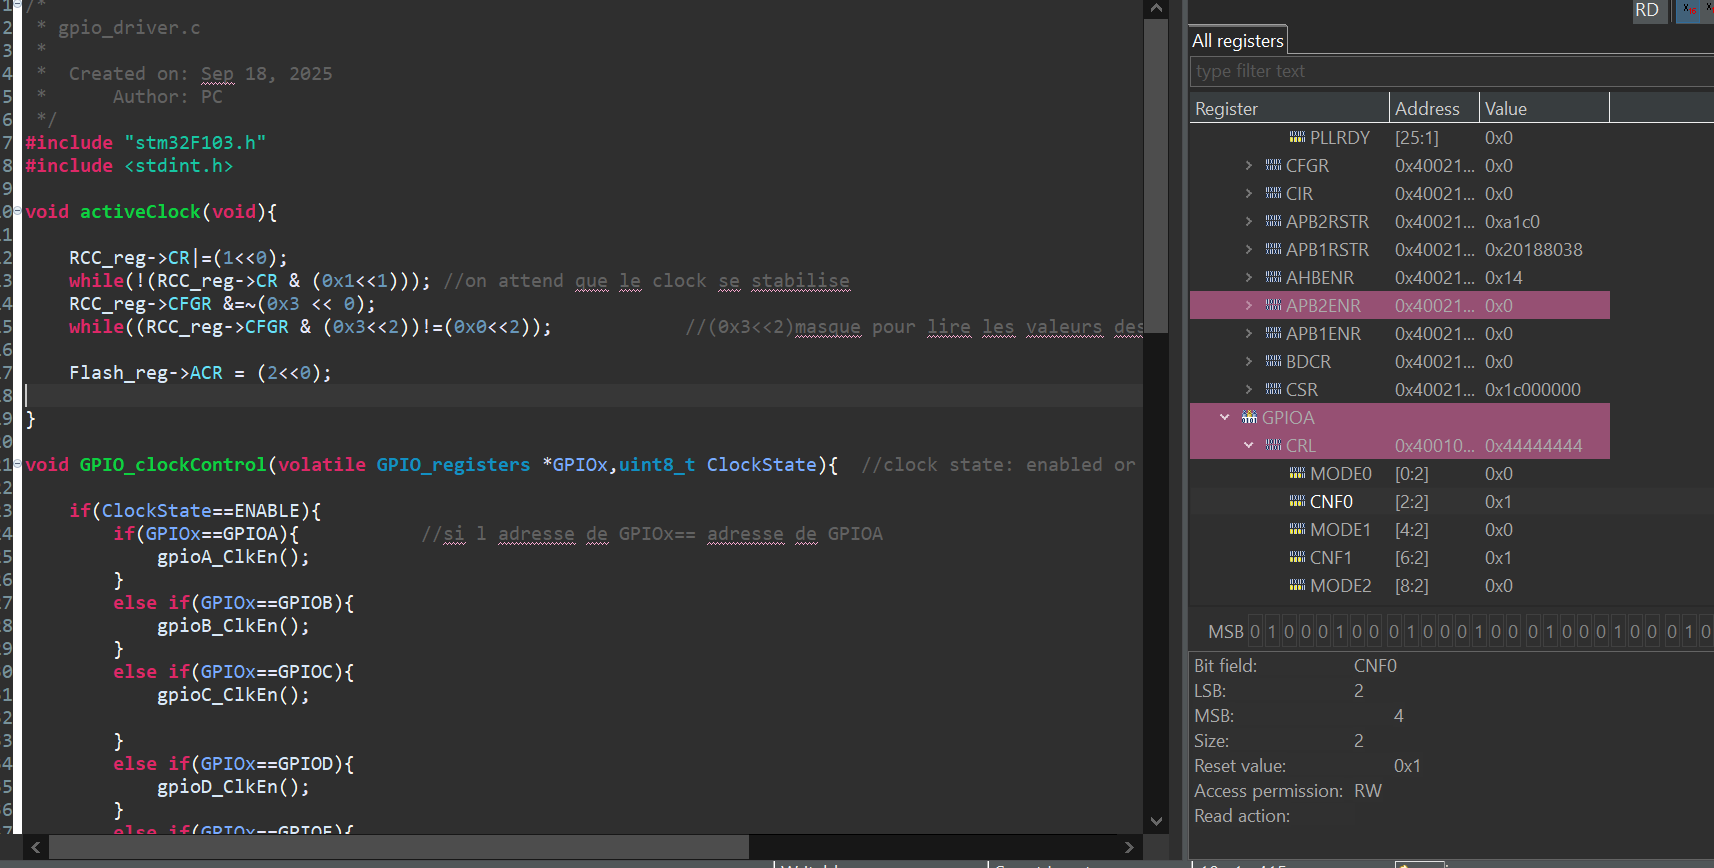 1 /*
2 * gpio_driver.c
3 *
4 * Created on: Sep 18, 2025
5 * Author: PC
6 */
7 #include "stm32F103.h"
8 #include <stdint.h>
9
0 void activeClock(void){
1
2 RCC_reg->CR|=(1<<0);
3 while(!(RCC_reg->CR & (0x1<<1))); //on attend que le clock se stabilise
4 RCC_reg->CFGR &=~(0x3 << 0);
5 while((RCC_reg->CFGR & (0x3<<2))!=(0x0<<2)); //(0x3<<2)masque pour lire les valeurs des
6
7 Flash_reg->ACR = (2<<0);
8
9 }
0
1 void GPIO_clockControl(volatile GPIO_registers *GPIOx,uint8_t ClockState){ //clock state: enabled or
2
3 if(ClockState==ENABLE){
4 if(GPIOx==GPIOA){ //si l adresse de GPIOx== adresse de GPIOA
5 gpioA_ClkEn();
6 }
7 else if(GPIOx==GPIOB){
8 gpioB_ClkEn();
9 }
0 else if(GPIOx==GPIOC){
1 gpioC_ClkEn();
2
3 }
4 else if(GPIOx==GPIOD){
5 gpioD_ClkEn();
6 }
7 else if(GPIOx==GPIOE){
RD
All registers
type filter text
Register Address Value
PLLRDY [25:1] 0x0
CFGR 0x40021... 0x0
CIR 0x40021... 0x0
APB2RSTR 0x40021... 0xa1c0
APB1RSTR 0x40021... 0x20188038
AHBENR 0x40021... 0x14
APB2ENR 0x40021... 0x0
APB1ENR 0x40021... 0x0
BDCR 0x40021... 0x0
CSR 0x40021... 0x1c000000
GPIOA
CRL 0x40010... 0x44444444
MODE0 [0:2] 0x0
CNF0 [2:2] 0x1
MODE1 [4:2] 0x0
CNF1 [6:2] 0x1
MODE2 [8:2] 0x0
MSB 0 1 0 0 0 1 0 0 0 1 0 0 0 1 0 0 0 1 0 0 0 1 0 0 0 1 0
Bit field: CNF0
LSB: 2
MSB: 4
Size: 2
Reset value: 0x1
Access permission: RW
Read action: